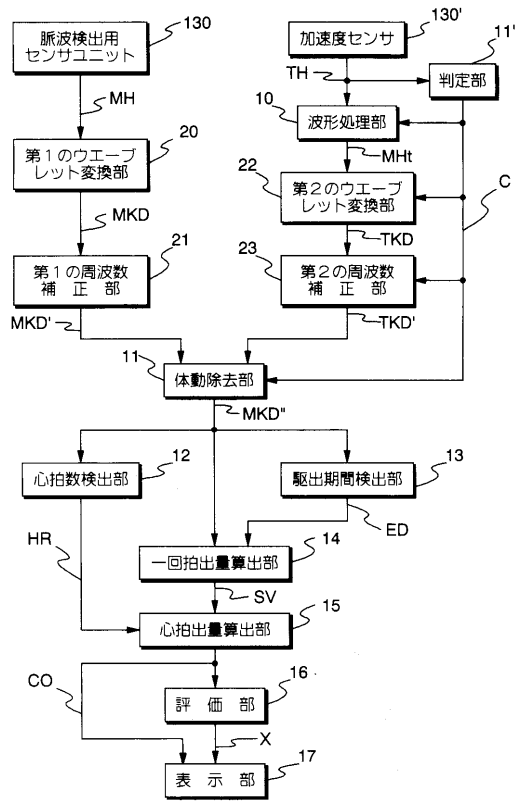 130
脈波検出用
センサユニット
MH
20
第1のウエーブ
レット変換部
MKD
21
第1の周波数
補正部
MKD'
130'
加速度センサ
TH
11'
判定部
10
波形処理部
MHt
22
第2のウエーブ
レット変換部
C
TKD
23
第2の周波数
補正部
TKD'
11
体動除去部
MKD"
12
心拍数検出部
13
駆出期間検出部
HR
ED
14
一回拍出量算出部
SV
15
心拍出量算出部
CO
16
評価部
X
17
表示部